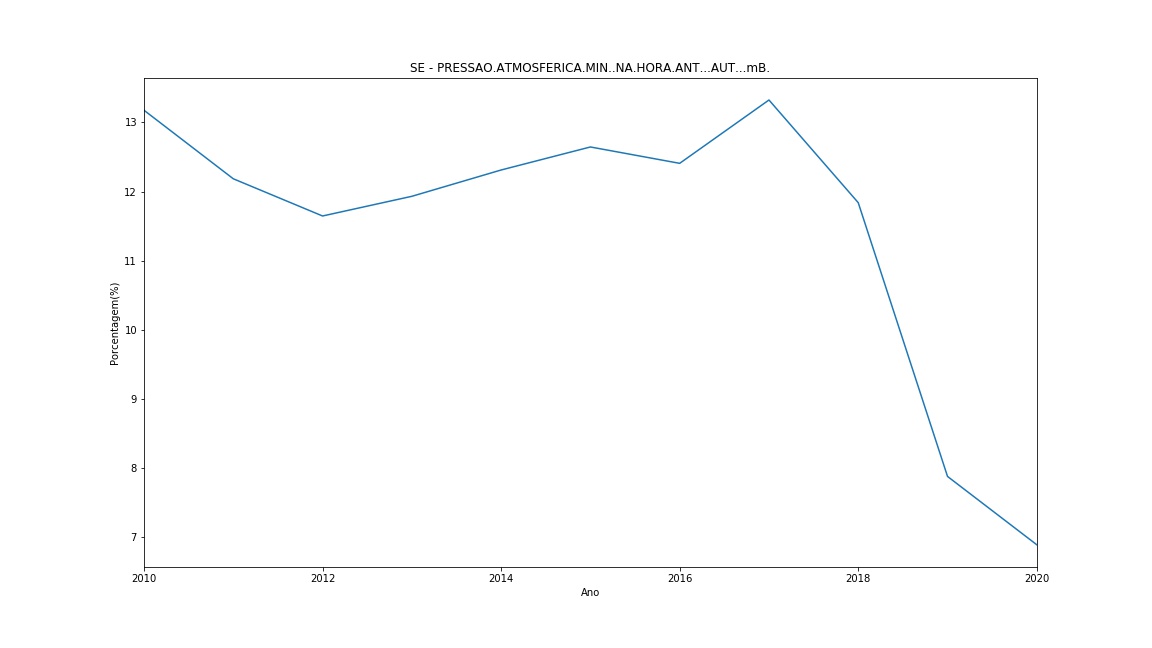 SE - PRESSAO.ATMOSFERICA.MIN..NA.HORA.ANT...AUT...mB.
13
12
11
10
9
8
7
Porcentagem(%)
2010 2012 2014 2016 2018 2020
Ano